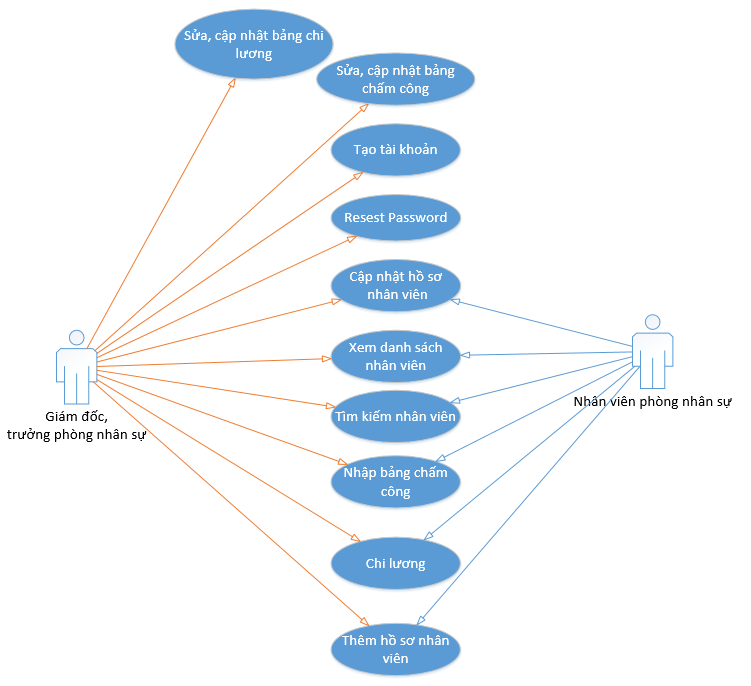 Sửa, cập nhật bảng chi
lương
Sửa, cập nhật bảng
chấm công
Tạo tài khoản
Resest Password
Cập nhật hồ sơ
nhân viên
Xem danh sách
nhân viên
Tìm kiếm nhân viên
Nhập bảng chấm
công
Chi lương
Thêm hồ sơ nhân
viên
Giám đốc,
trưởng phòng nhân sự
Nhân viên phòng nhân sự